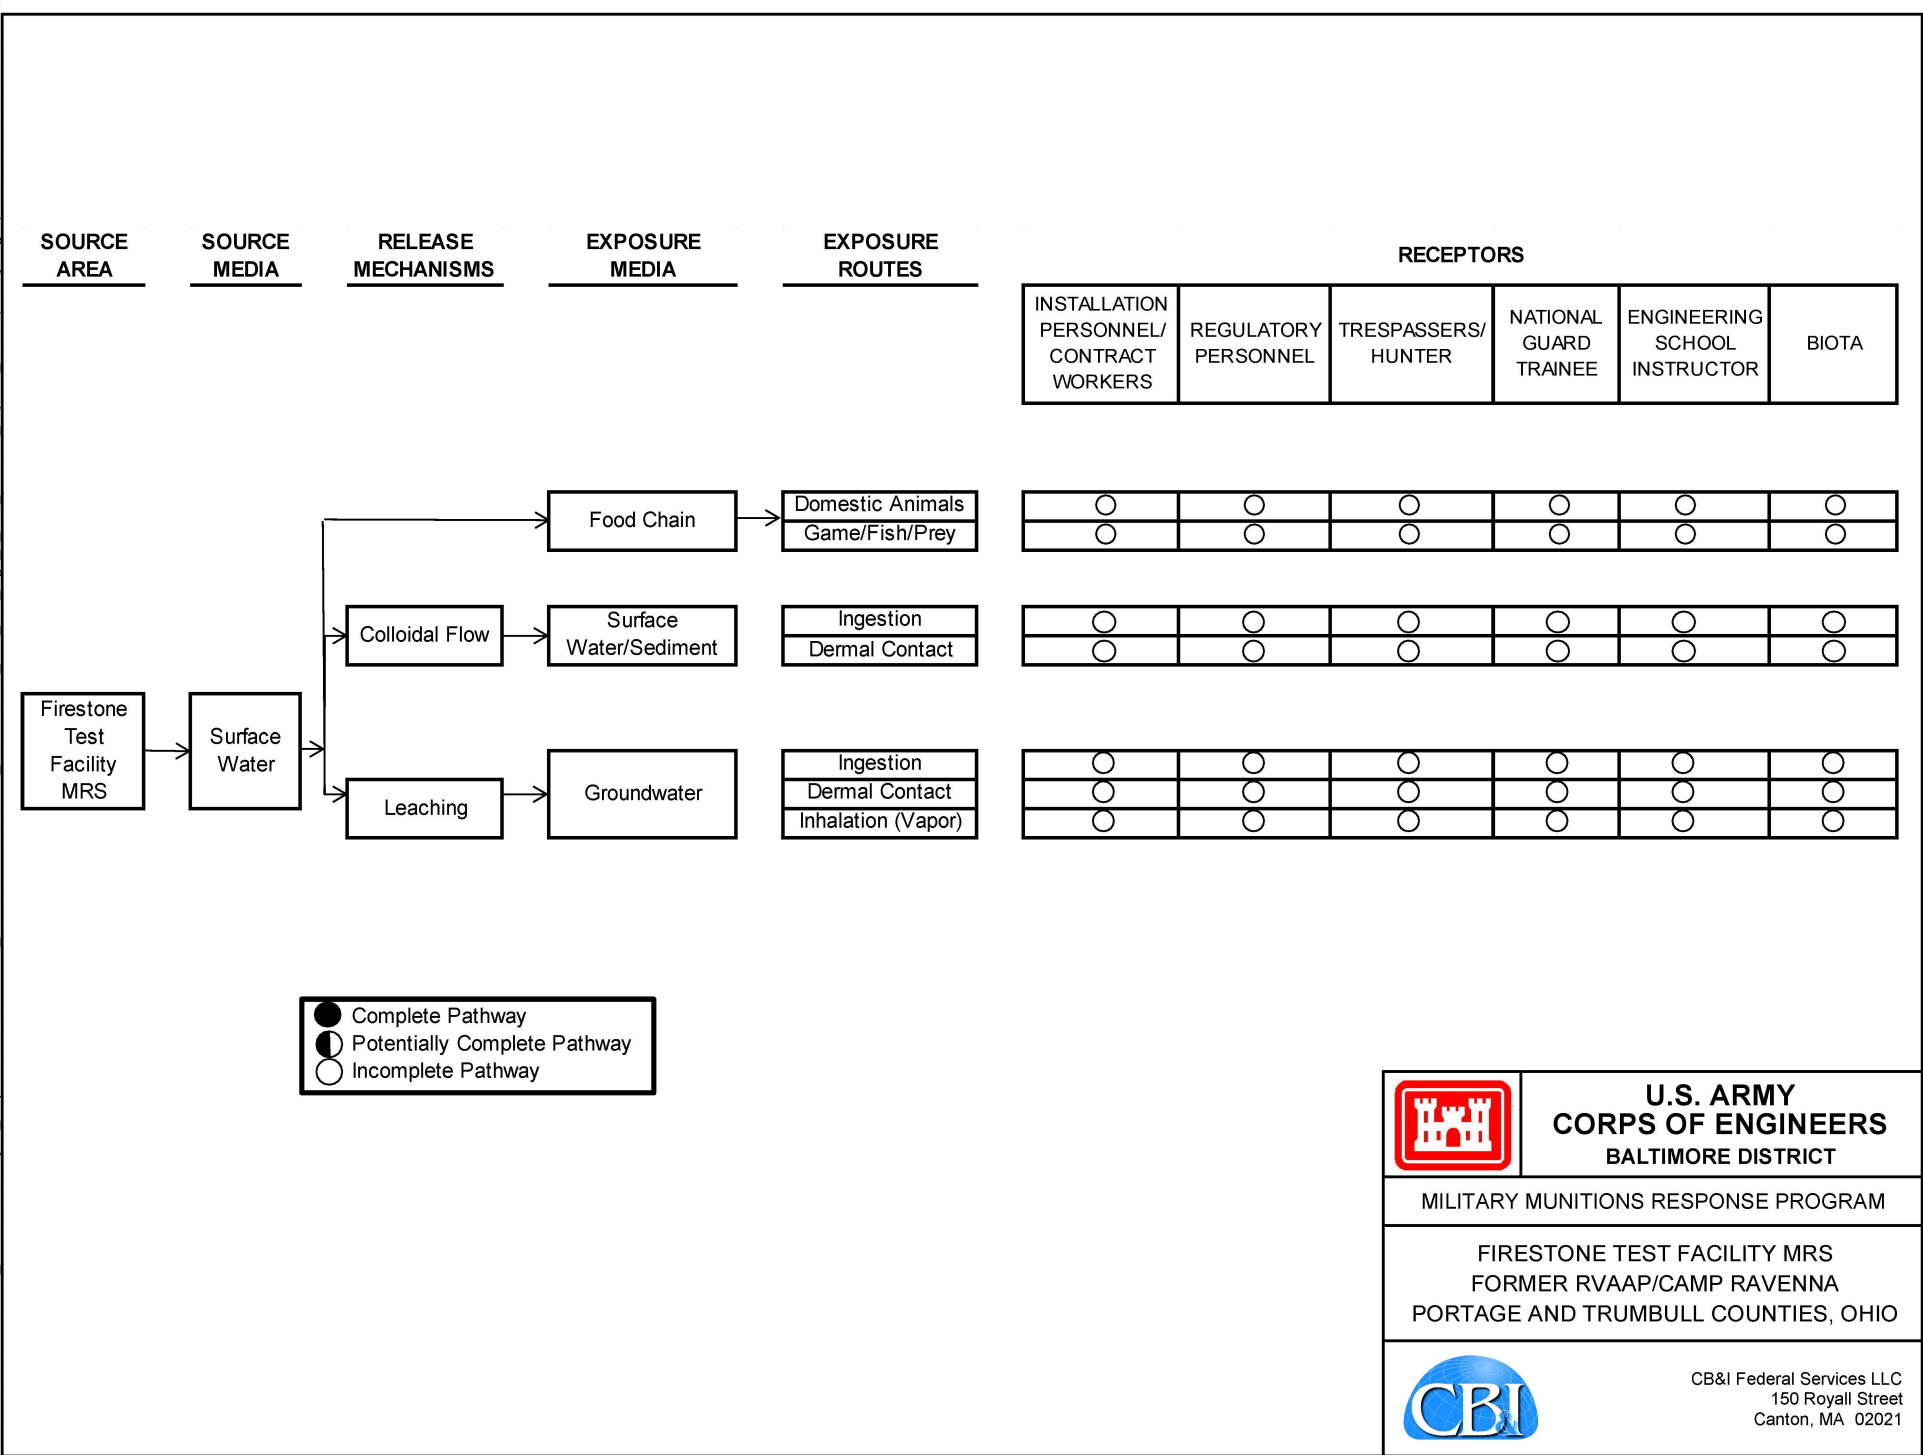 SOURCE
AREA
SOURCE
MEDIA
RELEASE
MECHANISMS
EXPOSURE
MEDIA
EXPOSURE
ROUTES
RECEPTORS
INSTALLATION
PERSONNEL/
CONTRACT
WORKERS
REGULATORY
PERSONNEL
TRESPASSERS/
HUNTER
NATIONAL
GUARD
TRAINEE
ENGINEERING
SCHOOL
INSTRUCTOR
BIOTA
Food Chain
Domestic Animals
Game/Fish/Prey
Colloidal Flow
Surface
Water/Sediment
Ingestion
Dermal Contact
Firestone
Test
Facility
MRS
Surface
Water
Leaching
Groundwater
Ingestion
Dermal Contact
Inhalation (Vapor)
Complete Pathway
Potentially Complete Pathway
Incomplete Pathway
U.S. ARMY
CORPS OF ENGINEERS
BALTIMORE DISTRICT
MILITARY MUNITIONS RESPONSE PROGRAM
FIRESTONE TEST FACILITY MRS
FORMER RVAAP/CAMP RAVENNA
PORTAGE AND TRUMBULL COUNTIES, OHIO
CB&I
CB&I Federal Services LLC
150 Royall Street
Canton, MA 02021